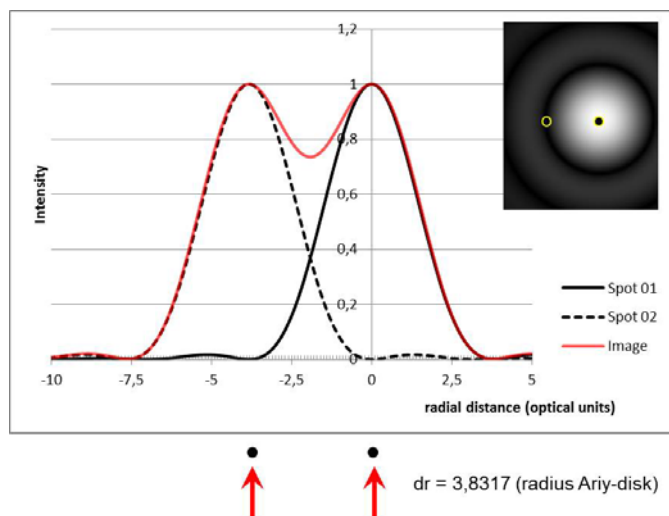 1,2
1
0,8
0,6
0,4
0,2
0
Intensity
-10
-7,5
-5
-2,5
0
2,5
5
radial distance (optical units)
Spot 01
Spot 02
Image
dr = 3,8317 (radius Ariy-disk)